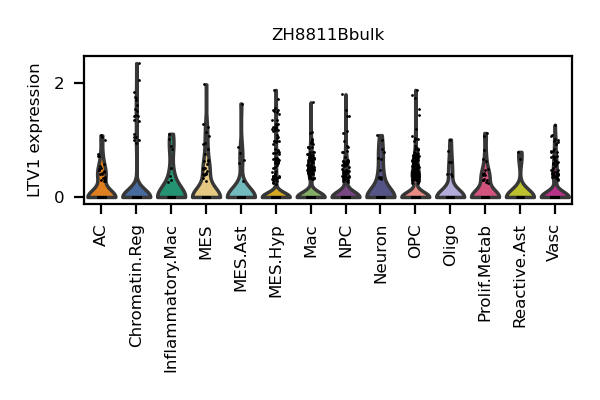 ZH8811Bbulk
LTV1 expression
2
0
AC
Chromatin.Reg
Inflammatory.Mac
MES
MES.Ast
MES.Hyp
Mac
NPC
Neuron
OPC
Oligo
Prolif.Metab
Reactive.Ast
Vasc